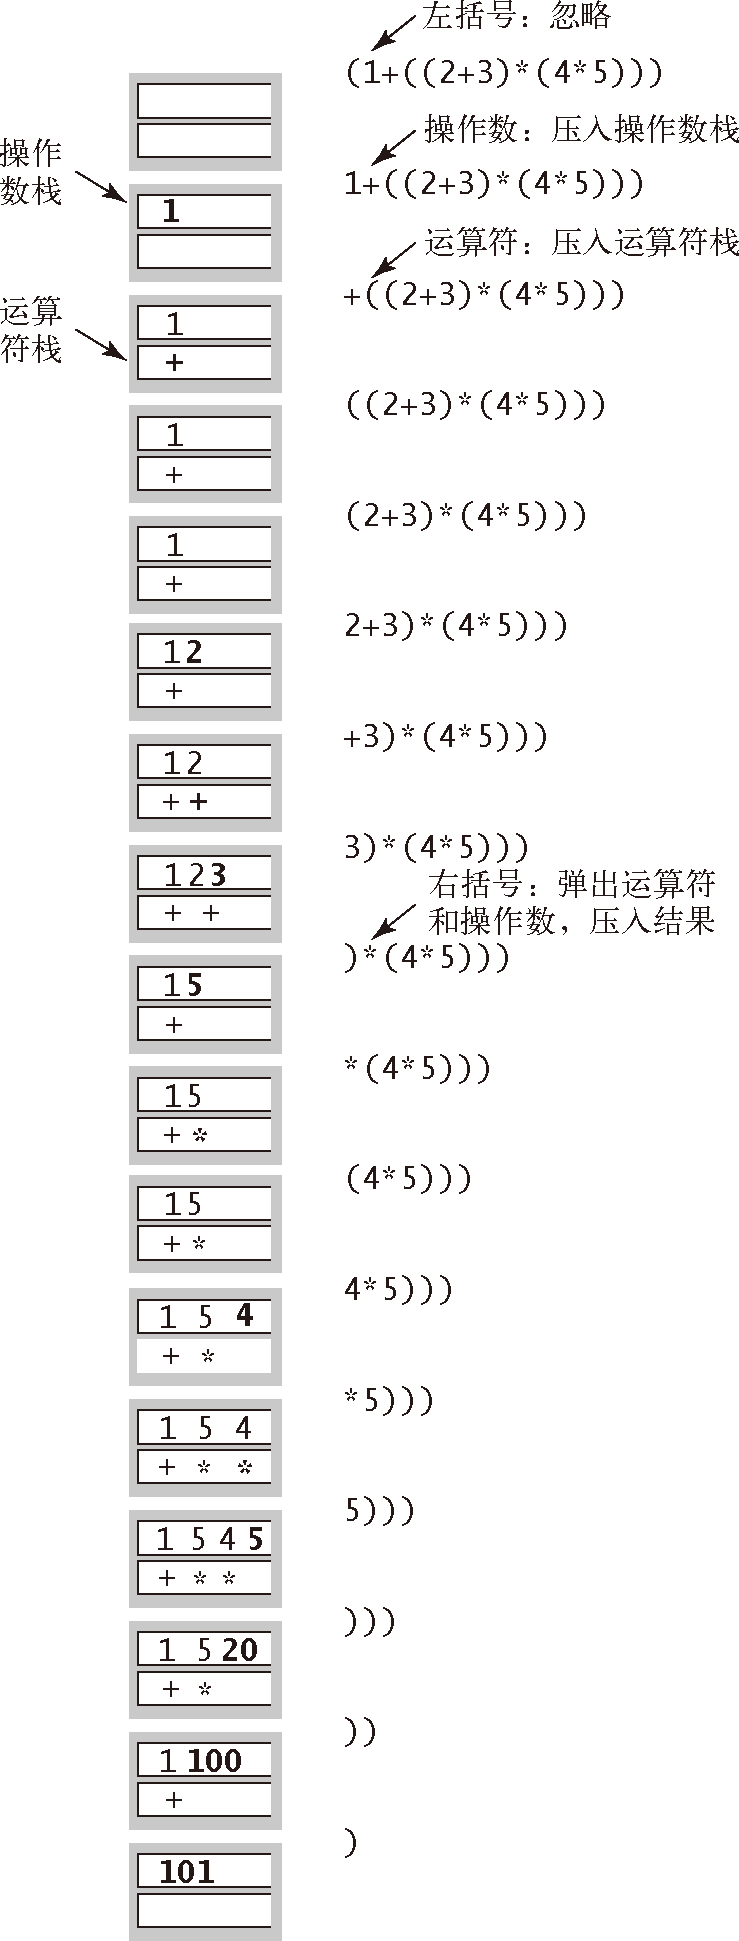 左括号：忽略
(1+((2+3)*(4*5)))
操作数：压入操作数栈
操作
数栈
1+((2+3)*(4*5)))
1
运算符：压入运算符栈
+((2+3)*(4*5)))
运算
符栈
1
+
((2+3)*(4*5)))
1
+
(2+3)*(4*5)))
1
+
2+3)*(4*5)))
1 2
+
+3)*(4*5)))
1 2
+ +
3)*(4*5)))
1 2 3
+ +
右括号：弹出运算符
和操作数，压入结果
)*(4*5)))
1 5
+
*(4*5)))
1 5
+ *
(4*5)))
1 5
+ *
4*5)))
1 5 4
+ *
*5)))
1 5 4
+ * *
5)))
1 5 4 5
+ * *
)))
1 5 20
+ *
))
1 100
+
)
101